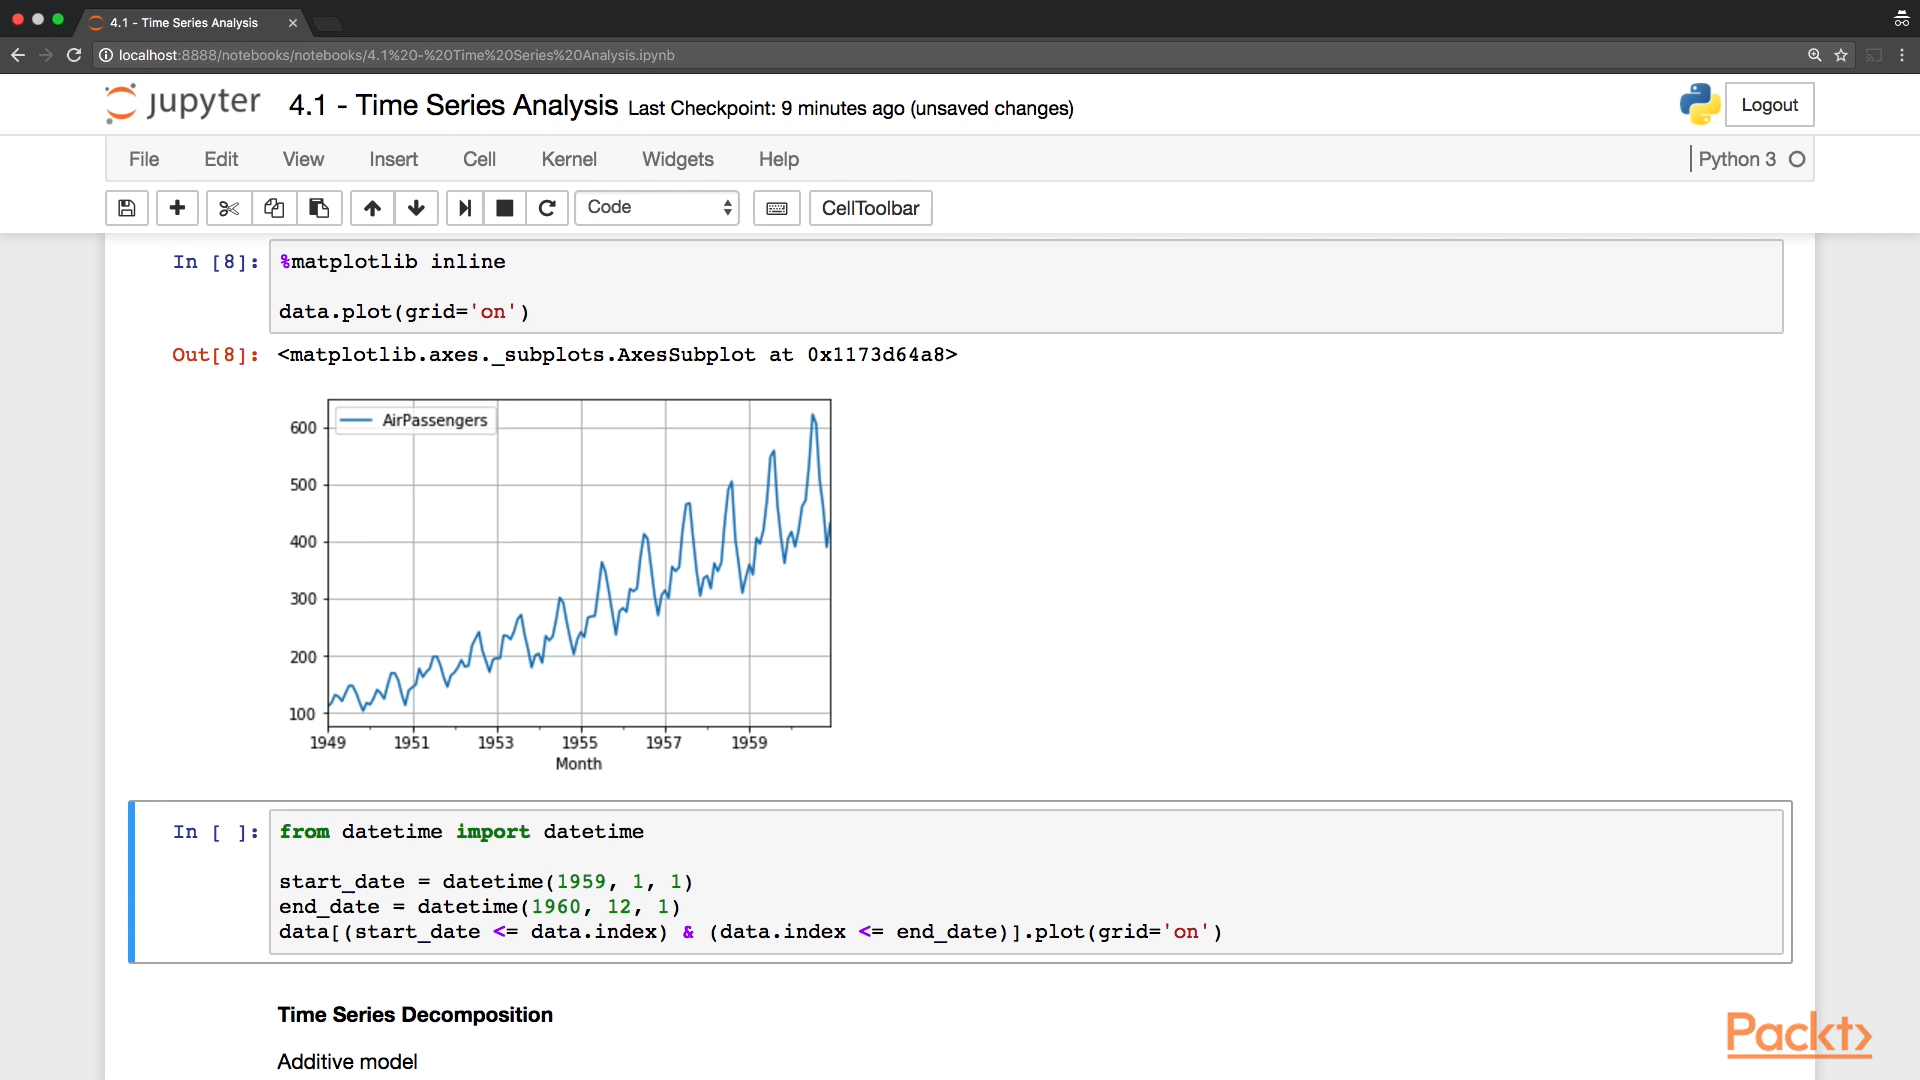 4.1 - Time Series Analysis
localhost:8888/notebooks/notebooks/4.1%20-%20Time%20Series%20Analysis.ipynb
jupyter 4.1 - Time Series Analysis Last Checkpoint: 9 minutes ago (unsaved changes) Logout
File Edit View Insert Cell Kernel Widgets Help Python 3
Code CellToolbar
In [8]: %matplotlib inline
data.plot(grid='on')
Out[8]: <matplotlib.axes._subplots.AxesSubplot at 0x1173d64a8>
AirPassengers
600
500
400
300
200
100
1949 1951 1953 1955 1957 1959
Month
In [ ]: from datetime import datetime
start_date = datetime(1959, 1, 1)
end_date = datetime(1960, 12, 1)
data[(start_date <= data.index) & (data.index <= end_date)].plot(grid='on')
Time Series Decomposition
Additive model
Packt>